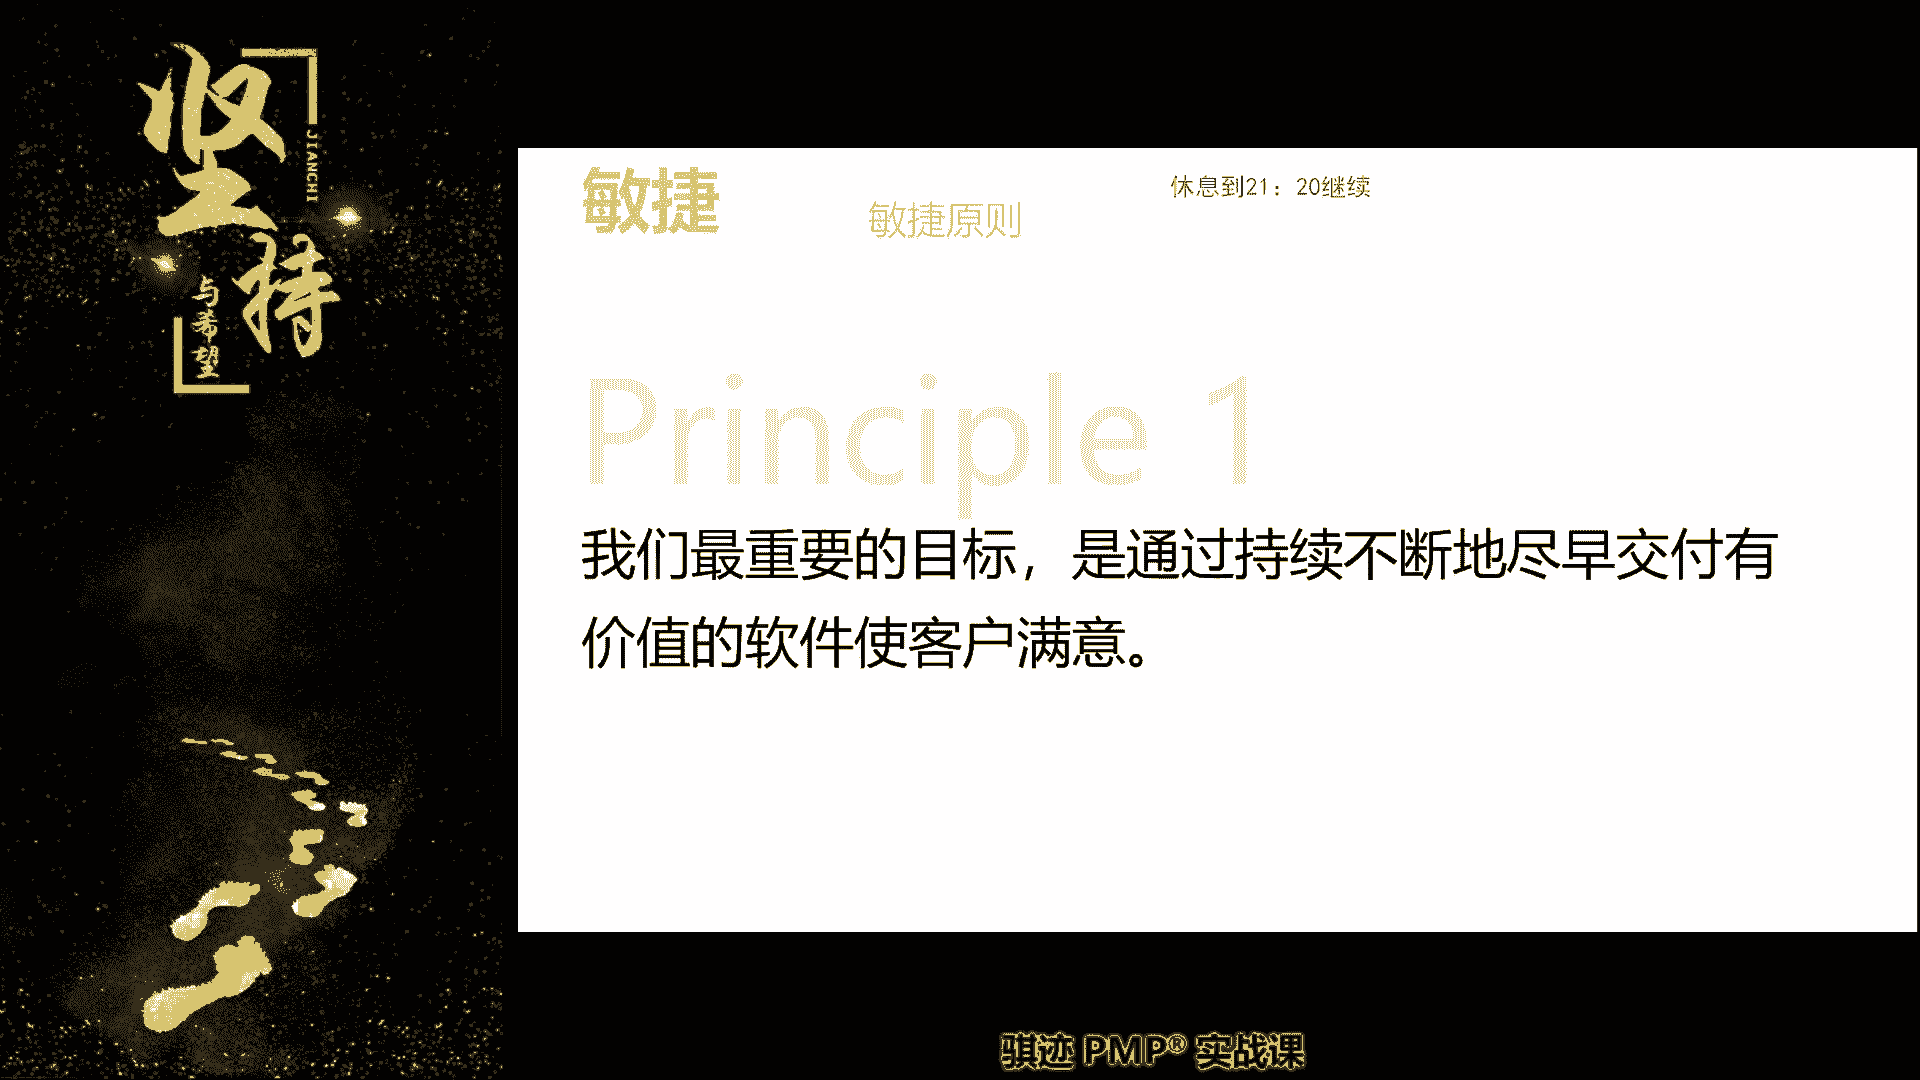 坚持
JIANCHI
与希望
敏捷
敏捷原则
休息到21：20继续
Principle 1
我们最重要的目标，是通过持续不断地尽早交付有
价值的软件使客户满意。
骐迹 PMP® 实战课